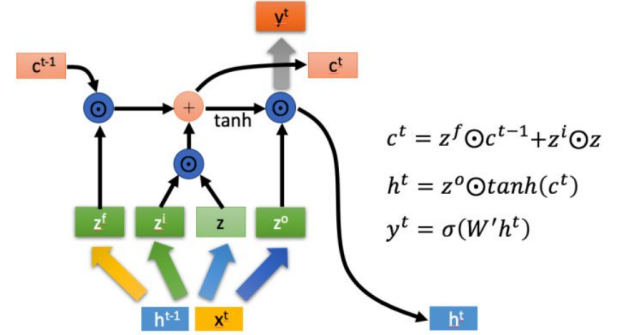 y^t
c^{t-1}
c^t
⊙ + ⊙
tanh
⊙
c^t = z^f⊙c^{t-1}+z^i⊙z
h^t = z^o⊙tanh(c^t)
y^t = σ(W'h^t)
z^f z^i z z^o
h^{t-1} x^t
h^t